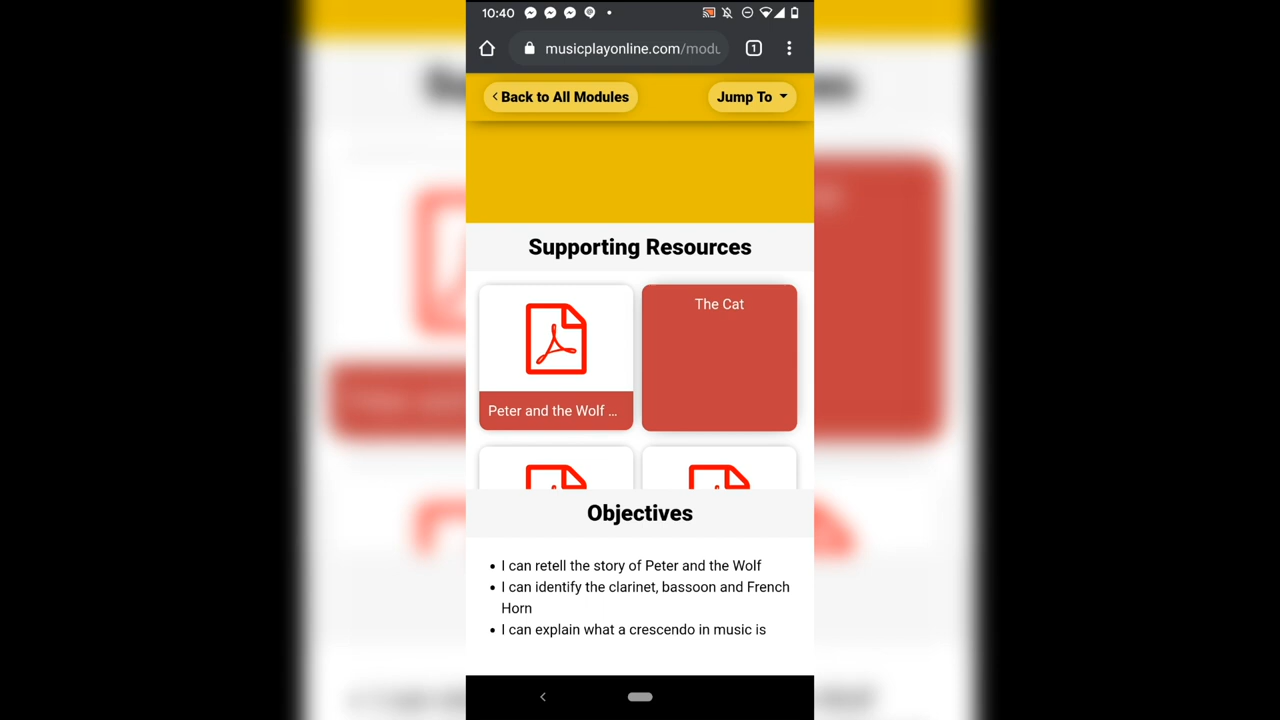 10:40
musicplayonline.com/modu
1
Back to All Modules
Jump To
Supporting Resources
The Cat
Peter and the Wolf ...
Objectives
• I can retell the story of Peter and the Wolf
• I can identify the clarinet, bassoon and French
Horn
• I can explain what a crescendo in music is